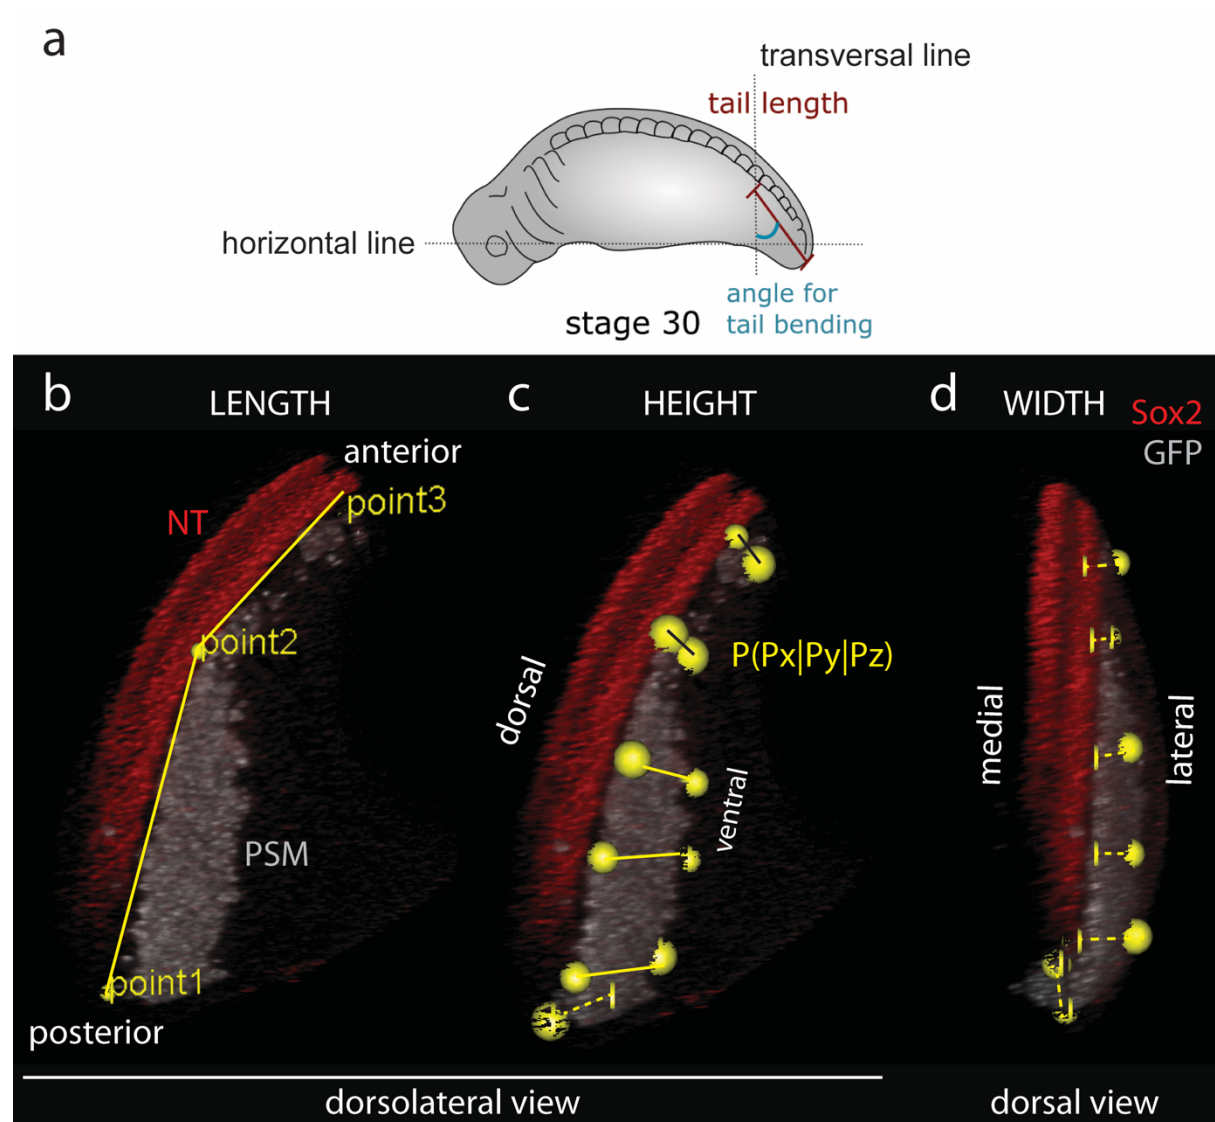 a
transversal line
tail length
horizontal line
angle for
tail bending
stage 30
b
LENGTH
c
HEIGHT
d
WIDTH
Sox2
GFP
anterior
point3
NT
point2
PSM
point1
posterior
dorsal
P(Px|Py|Pz)
ventral
medial
lateral
dorsolateral view
dorsal view